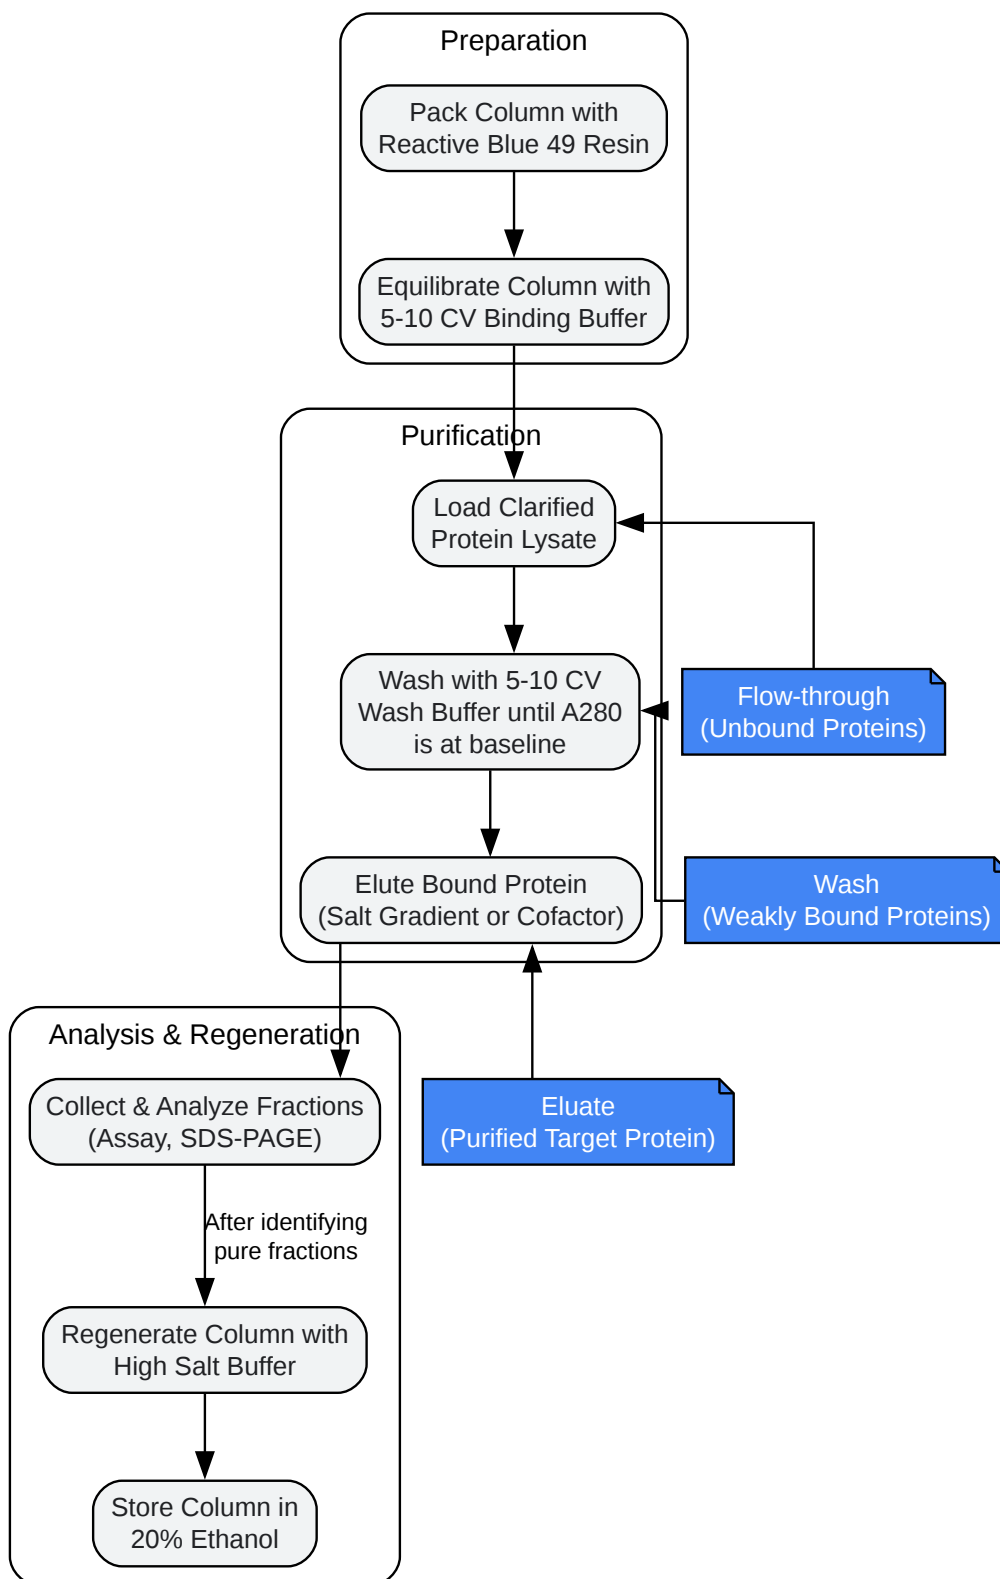 Preparation
Pack Column with
Reactive Blue 49 Resin
Equilibrate Column with
5-10 CV Binding Buffer
Purification
Load Clarified
Protein Lysate
Wash with 5-10 CV
Wash Buffer until A280
is at baseline
Flow-through
(Unbound Proteins)
Elute Bound Protein
(Salt Gradient or Cofactor)
Wash
(Weakly Bound Proteins)
Analysis & Regeneration
Collect & Analyze Fractions
(Assay, SDS-PAGE)
Eluate
(Purified Target Protein)
After identifying
pure fractions
Regenerate Column with
High Salt Buffer
Store Column in
20% Ethanol